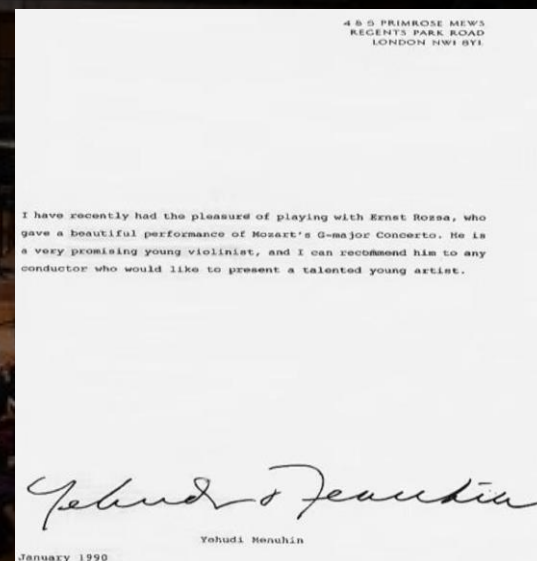 4 & 5 PRIMROSE MEWS
REGENTS PARK ROAD
LONDON NW1 8YL
I have recently had the pleasure of playing with Ernst Rozsa, who
gave a beautiful performance of Mozart's G-major Concerto. He is
a very promising young violinist, and I can recommend him to any
conductor who would like to present a talented young artist.
Yehudi Menuhin
Yehudi Menuhin
January 1990